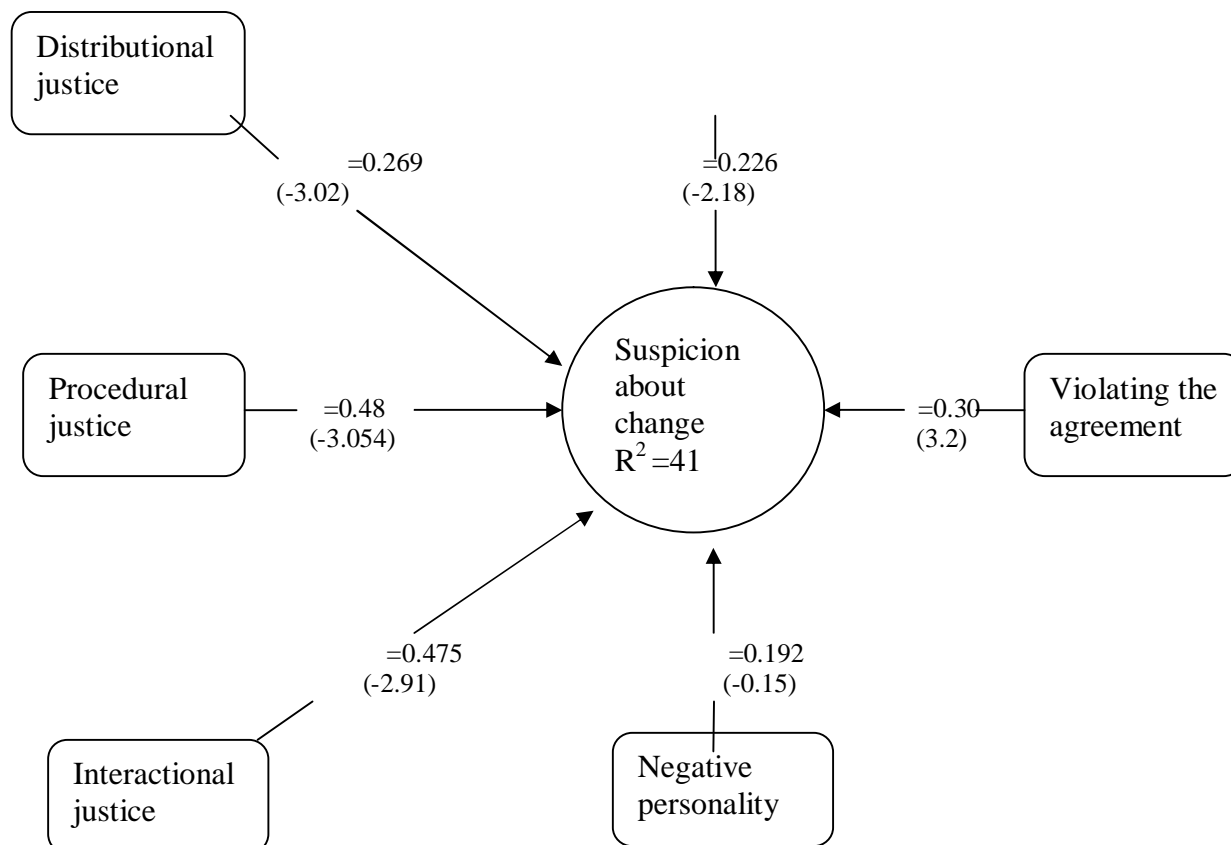 Distributional
justice
=0.269
(-3.02)
=0.226
(-2.18)
Suspicion
about
change
R² =41
Procedural
justice
=0.48
(-3.054)
=0.30
(3.2)
Violating the
agreement
=0.475
(-2.91)
=0.192
(-0.15)
Interactional
justice
Negative
personality